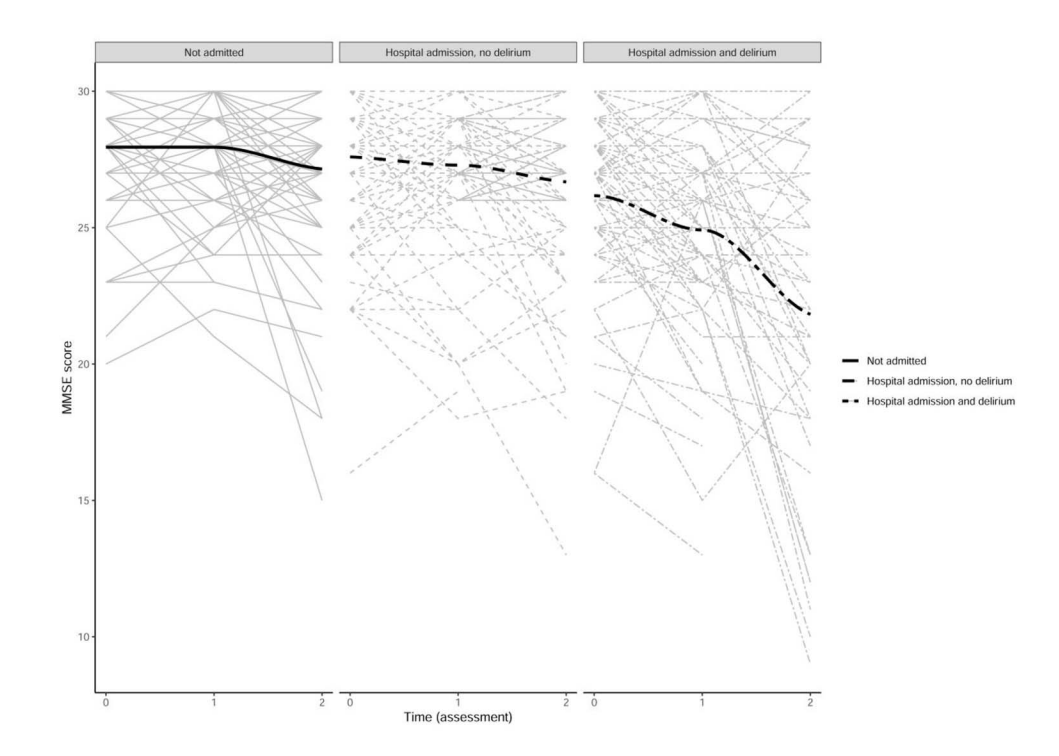 Not admitted
Hospital admission, no delirium
Hospital admission and delirium
30
25
20
15
10
MMSE score
0
1
2
0
1
2
0
1
2
Time (assessment)
Not admitted
Hospital admission, no delirium
Hospital admission and delirium